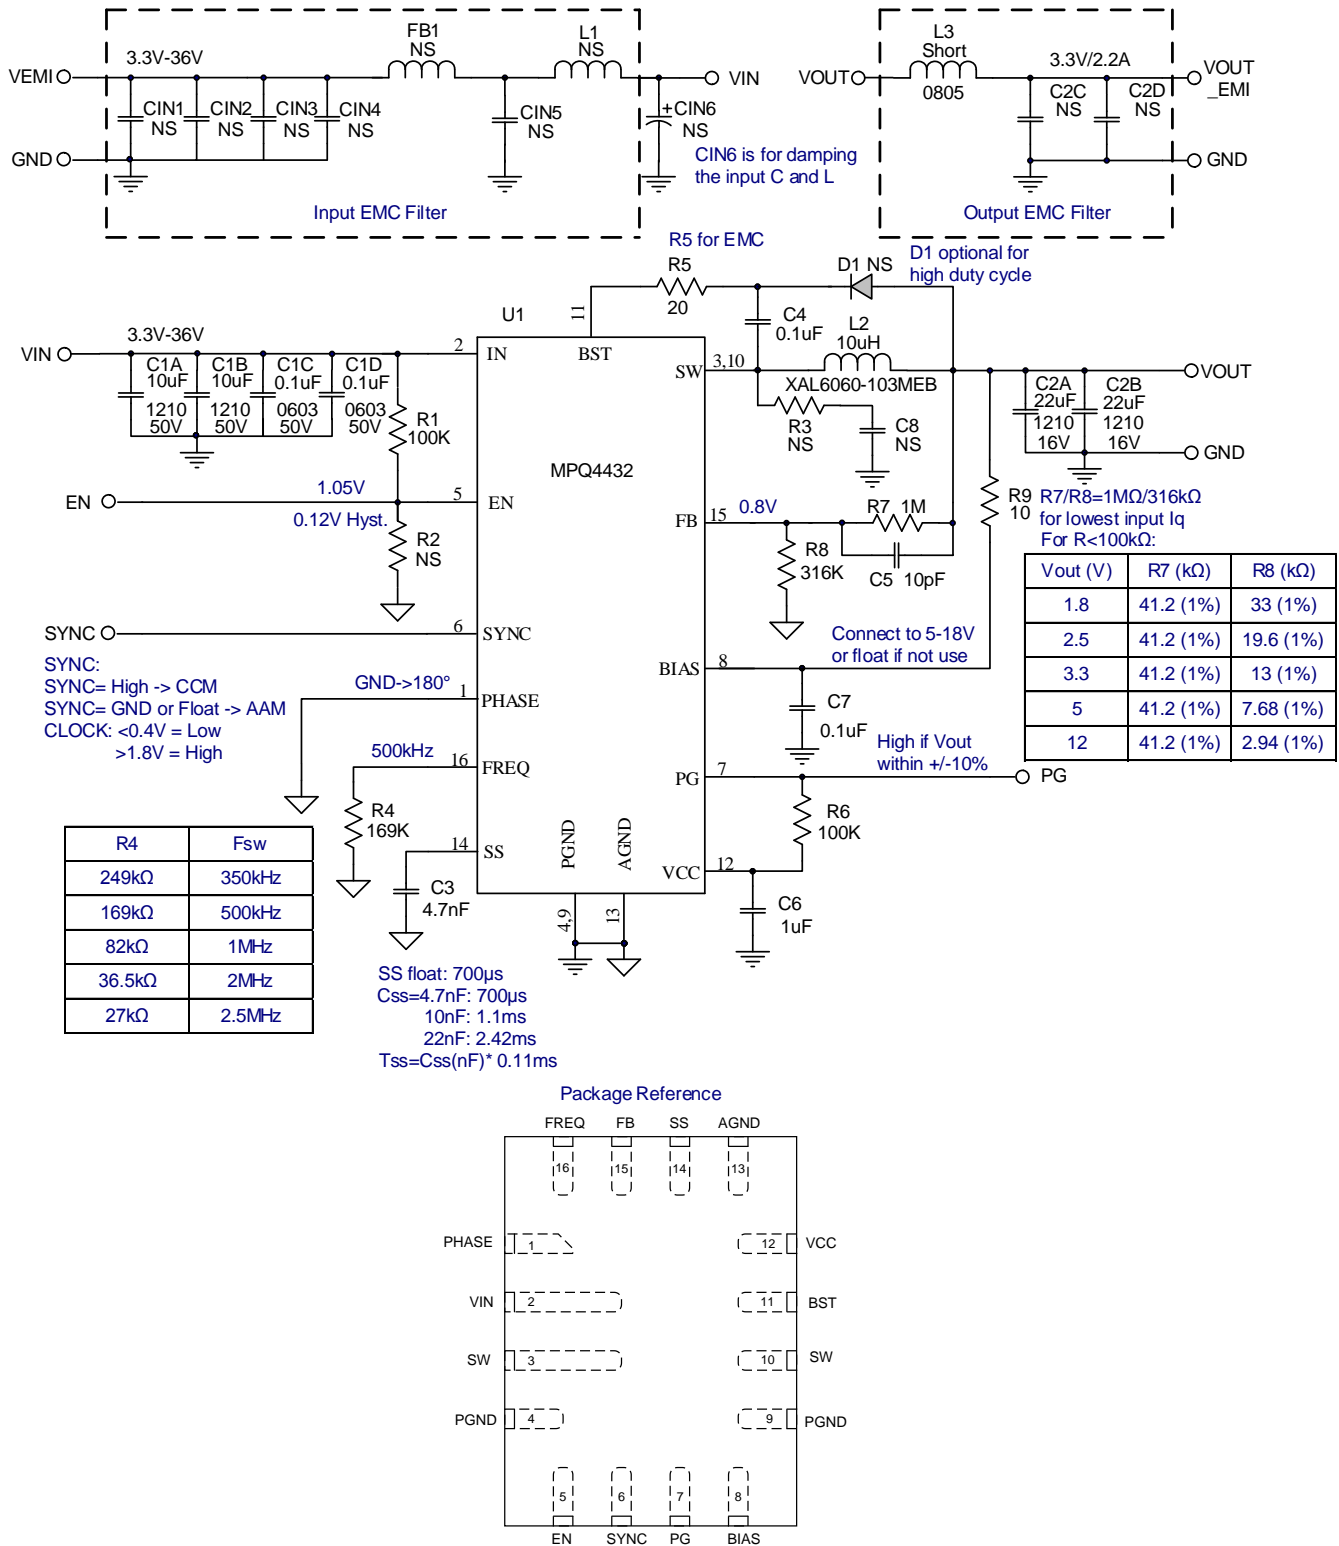 FB1
NS
L1
NS
3.3V-36V
VEMI
VIN
CIN1
NS
CIN2
NS
CIN3
NS
CIN4
NS
CIN5
NS
+
CIN6
NS
GND
CIN6 is for damping
the input C and L
Input EMC Filter
L3
Short
0805
VOUT
3.3V/2.2A
VOUT
_EMI
C2C
NS
C2D
NS
GND
Output EMC Filter
R5 for EMC
R5
20
D1 NS
D1 optional for
high duty cycle
U1
11
BST
C4
0.1uF
L2
10uH
XAL6060-103MEB
VIN
3.3V-36V
2
IN
C1A
10uF
1210
50V
C1B
10uF
1210
50V
C1C
0.1uF
0603
50V
C1D
0.1uF
0603
50V
R1
100K
SW
3,10
VOUT
R3
NS
C8
NS
C2A
22uF
1210
16V
C2B
22uF
1210
16V
GND
MPQ4432
EN
1.05V
0.12V Hyst.
5
EN
R2
NS
FB
15
0.8V
R7
1M
R8
316K
C5
10pF
R9
10
R7/R8=1MΩ/316kΩ
for lowest input Iq
For R<100kΩ:
Vout (V) R7 (kΩ) R8 (kΩ)
1.8 41.2 (1%) 33 (1%)
2.5 41.2 (1%) 19.6 (1%)
3.3 41.2 (1%) 13 (1%)
5 41.2 (1%) 7.68 (1%)
12 41.2 (1%) 2.94 (1%)
SYNC
6
SYNC
SYNC:
SYNC= High -> CCM
SYNC= GND or Float -> AAM
CLOCK: <0.4V = Low
>1.8V = High
Connect to 5-18V
or float if not use
BIAS
8
C7
0.1uF
GND->180°
1
PHASE
500kHz
16
FREQ
R4
169K
High if Vout
within +/-10%
PG
7
PG
R6
100K
14
SS
C3
4.7nF
PGND
AGND
4,9
13
VCC
12
C6
1uF
R4 Fsw
249kΩ 350kHz
169kΩ 500kHz
82kΩ 1MHz
36.5kΩ 2MHz
27kΩ 2.5MHz
SS float: 700µs
Css=4.7nF: 700µs
10nF: 1.1ms
22nF: 2.42ms
Tss=Css(nF)* 0.11ms
Package Reference
FREQ FB SS AGND
16 15 14 13
PHASE 1 12 VCC
VIN 2 11 BST
SW 3 10 SW
PGND 4 9 PGND
5 6 7 8
EN SYNC PG BIAS